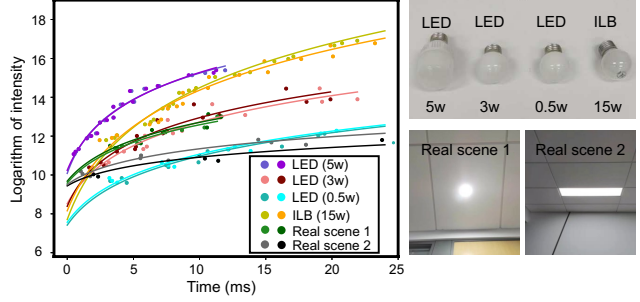 18
16
14
12
10
8
6
Logarithm of intensity
0
5
10
15
20
25
Time (ms)
LED (5w)
LED (3w)
LED (0.5w)
ILB (15w)
Real scene 1
Real scene 2
LED LED LED ILB
5w 3w 0.5w 15w
Real scene 1
Real scene 2